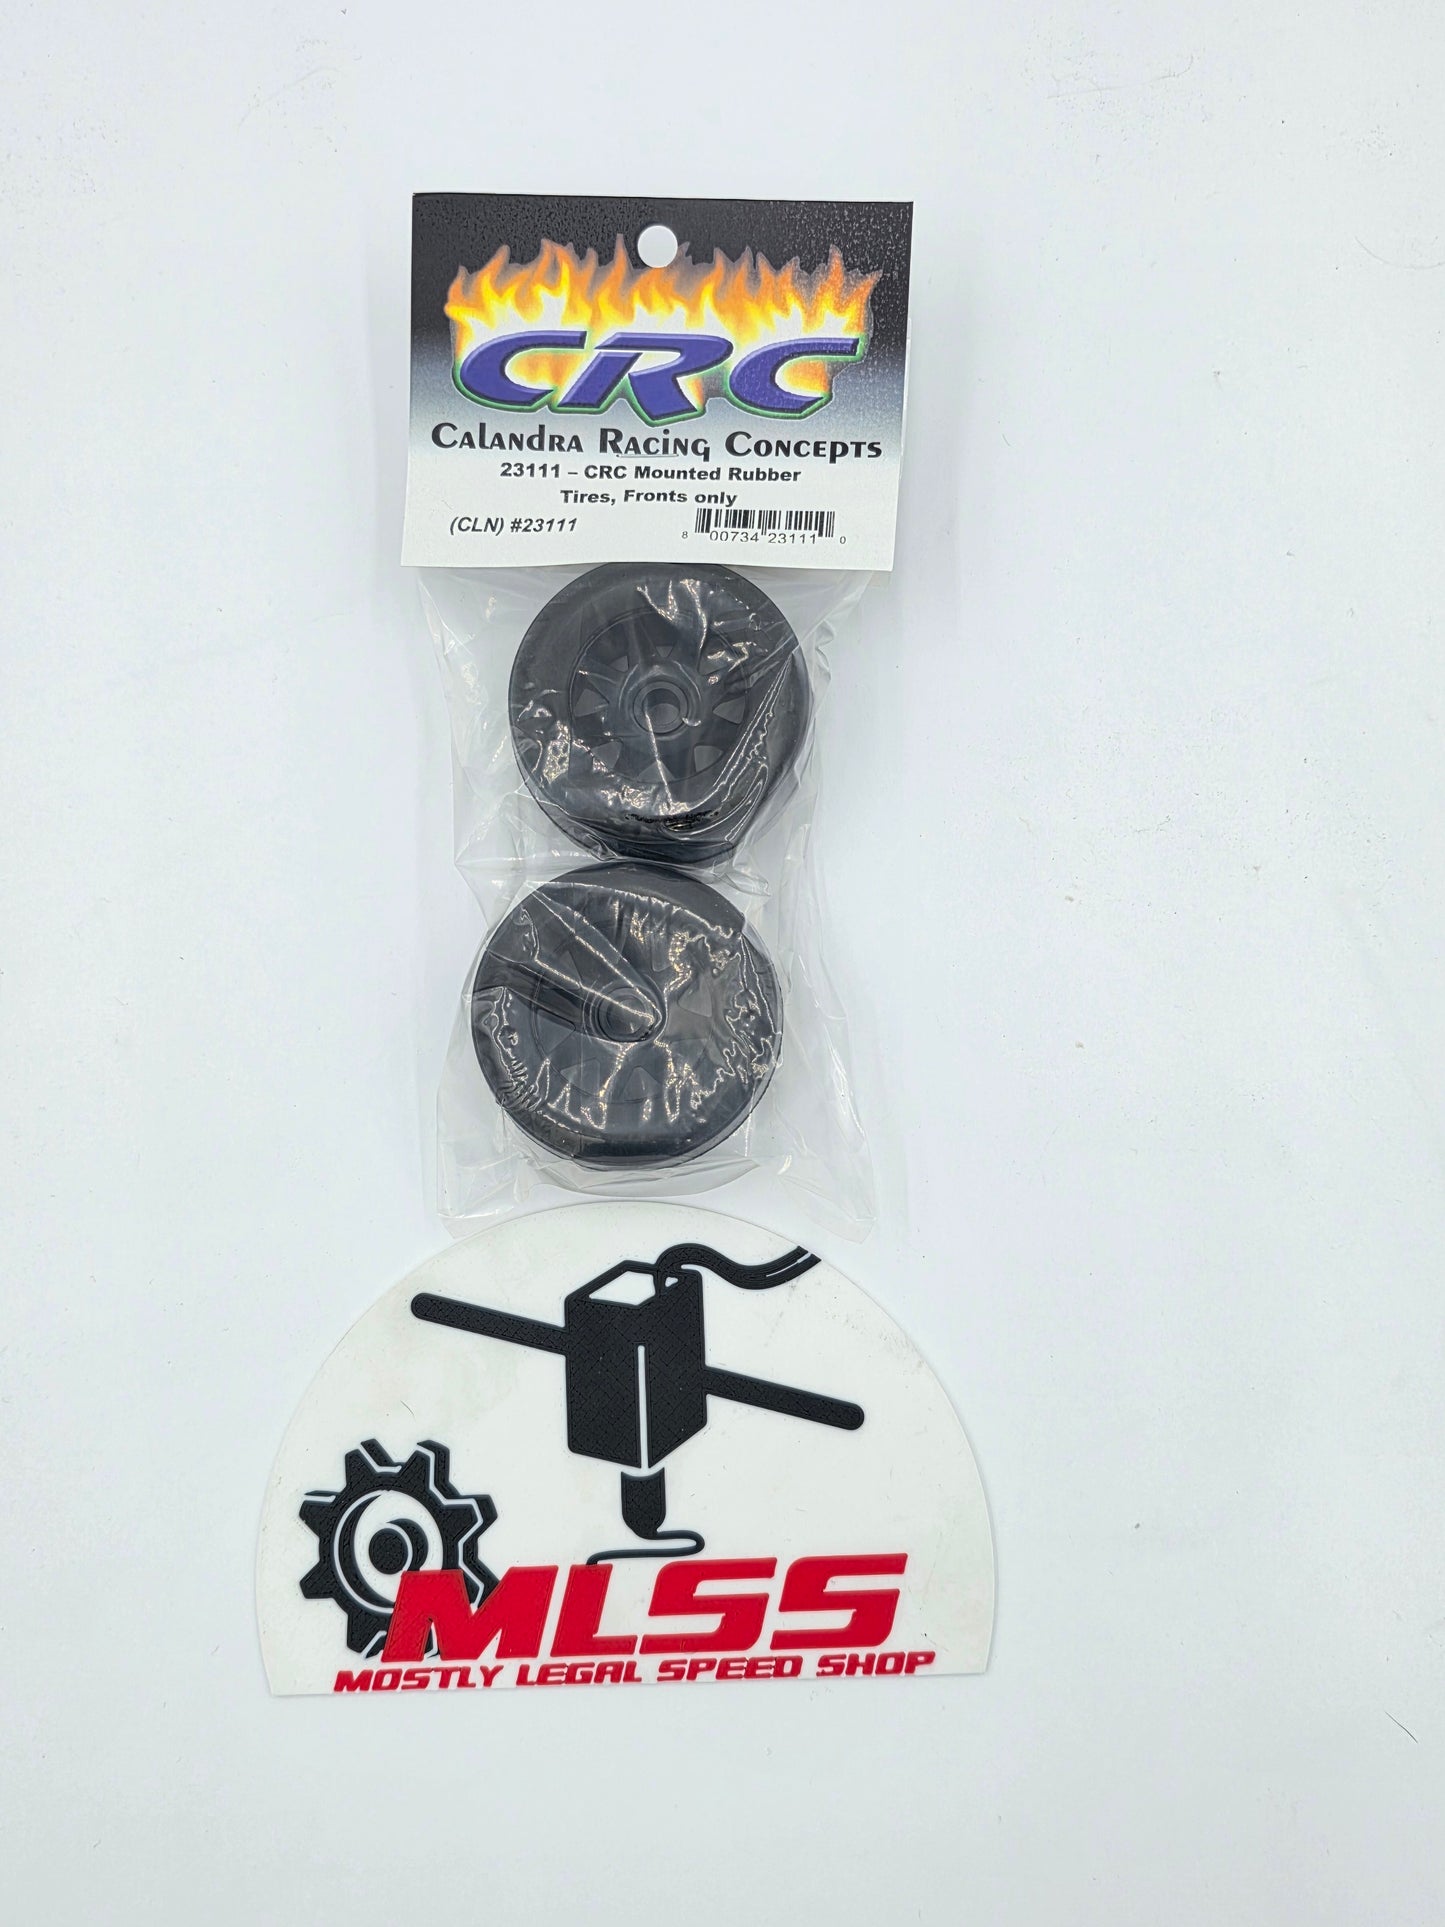 CRC
Calandra Racing Concepts
23111 – CRC Mounted Rubber
Tires, Fronts only
(CLN) #23111
8 00734 23111 0
MLSS
MOSTLY LEGAL SPEED SHOP